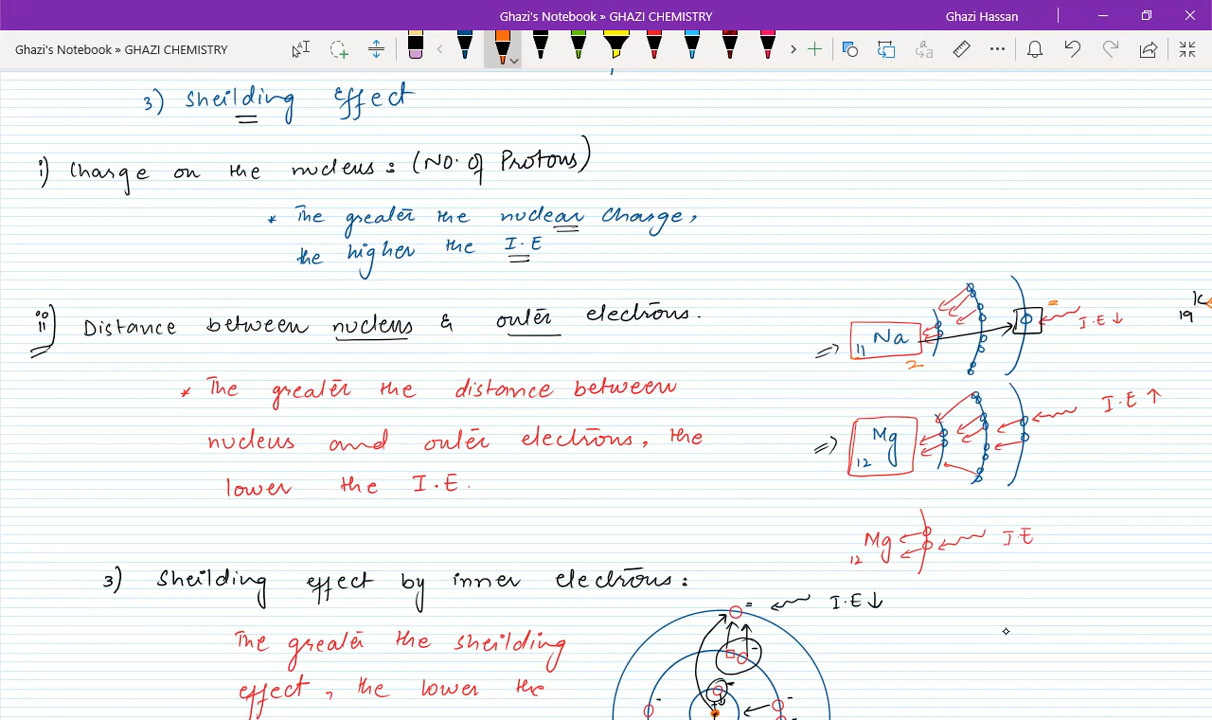 Ghazi's Notebook » GHAZI CHEMISTRY
Ghazi Hassan
Ghazi's Notebook » GHAZI CHEMISTRY
3) Sheilding effect
i) Charge on the nucleus: (No. of Protons)
* The greater the nuclear charge,
the higher the I.E
ii) Distance between nucleus & outer electrons.
* The greater the distance between
nucleus and outer electrons, the
lower the I.E.
=> 11 Na I.E ↓
2
K
19
=> 12 Mg I.E ↑
12 Mg I.E
3) Sheilding effect by inner electrons:
The greater the sheilding
effect, the lower the
I.E ↓